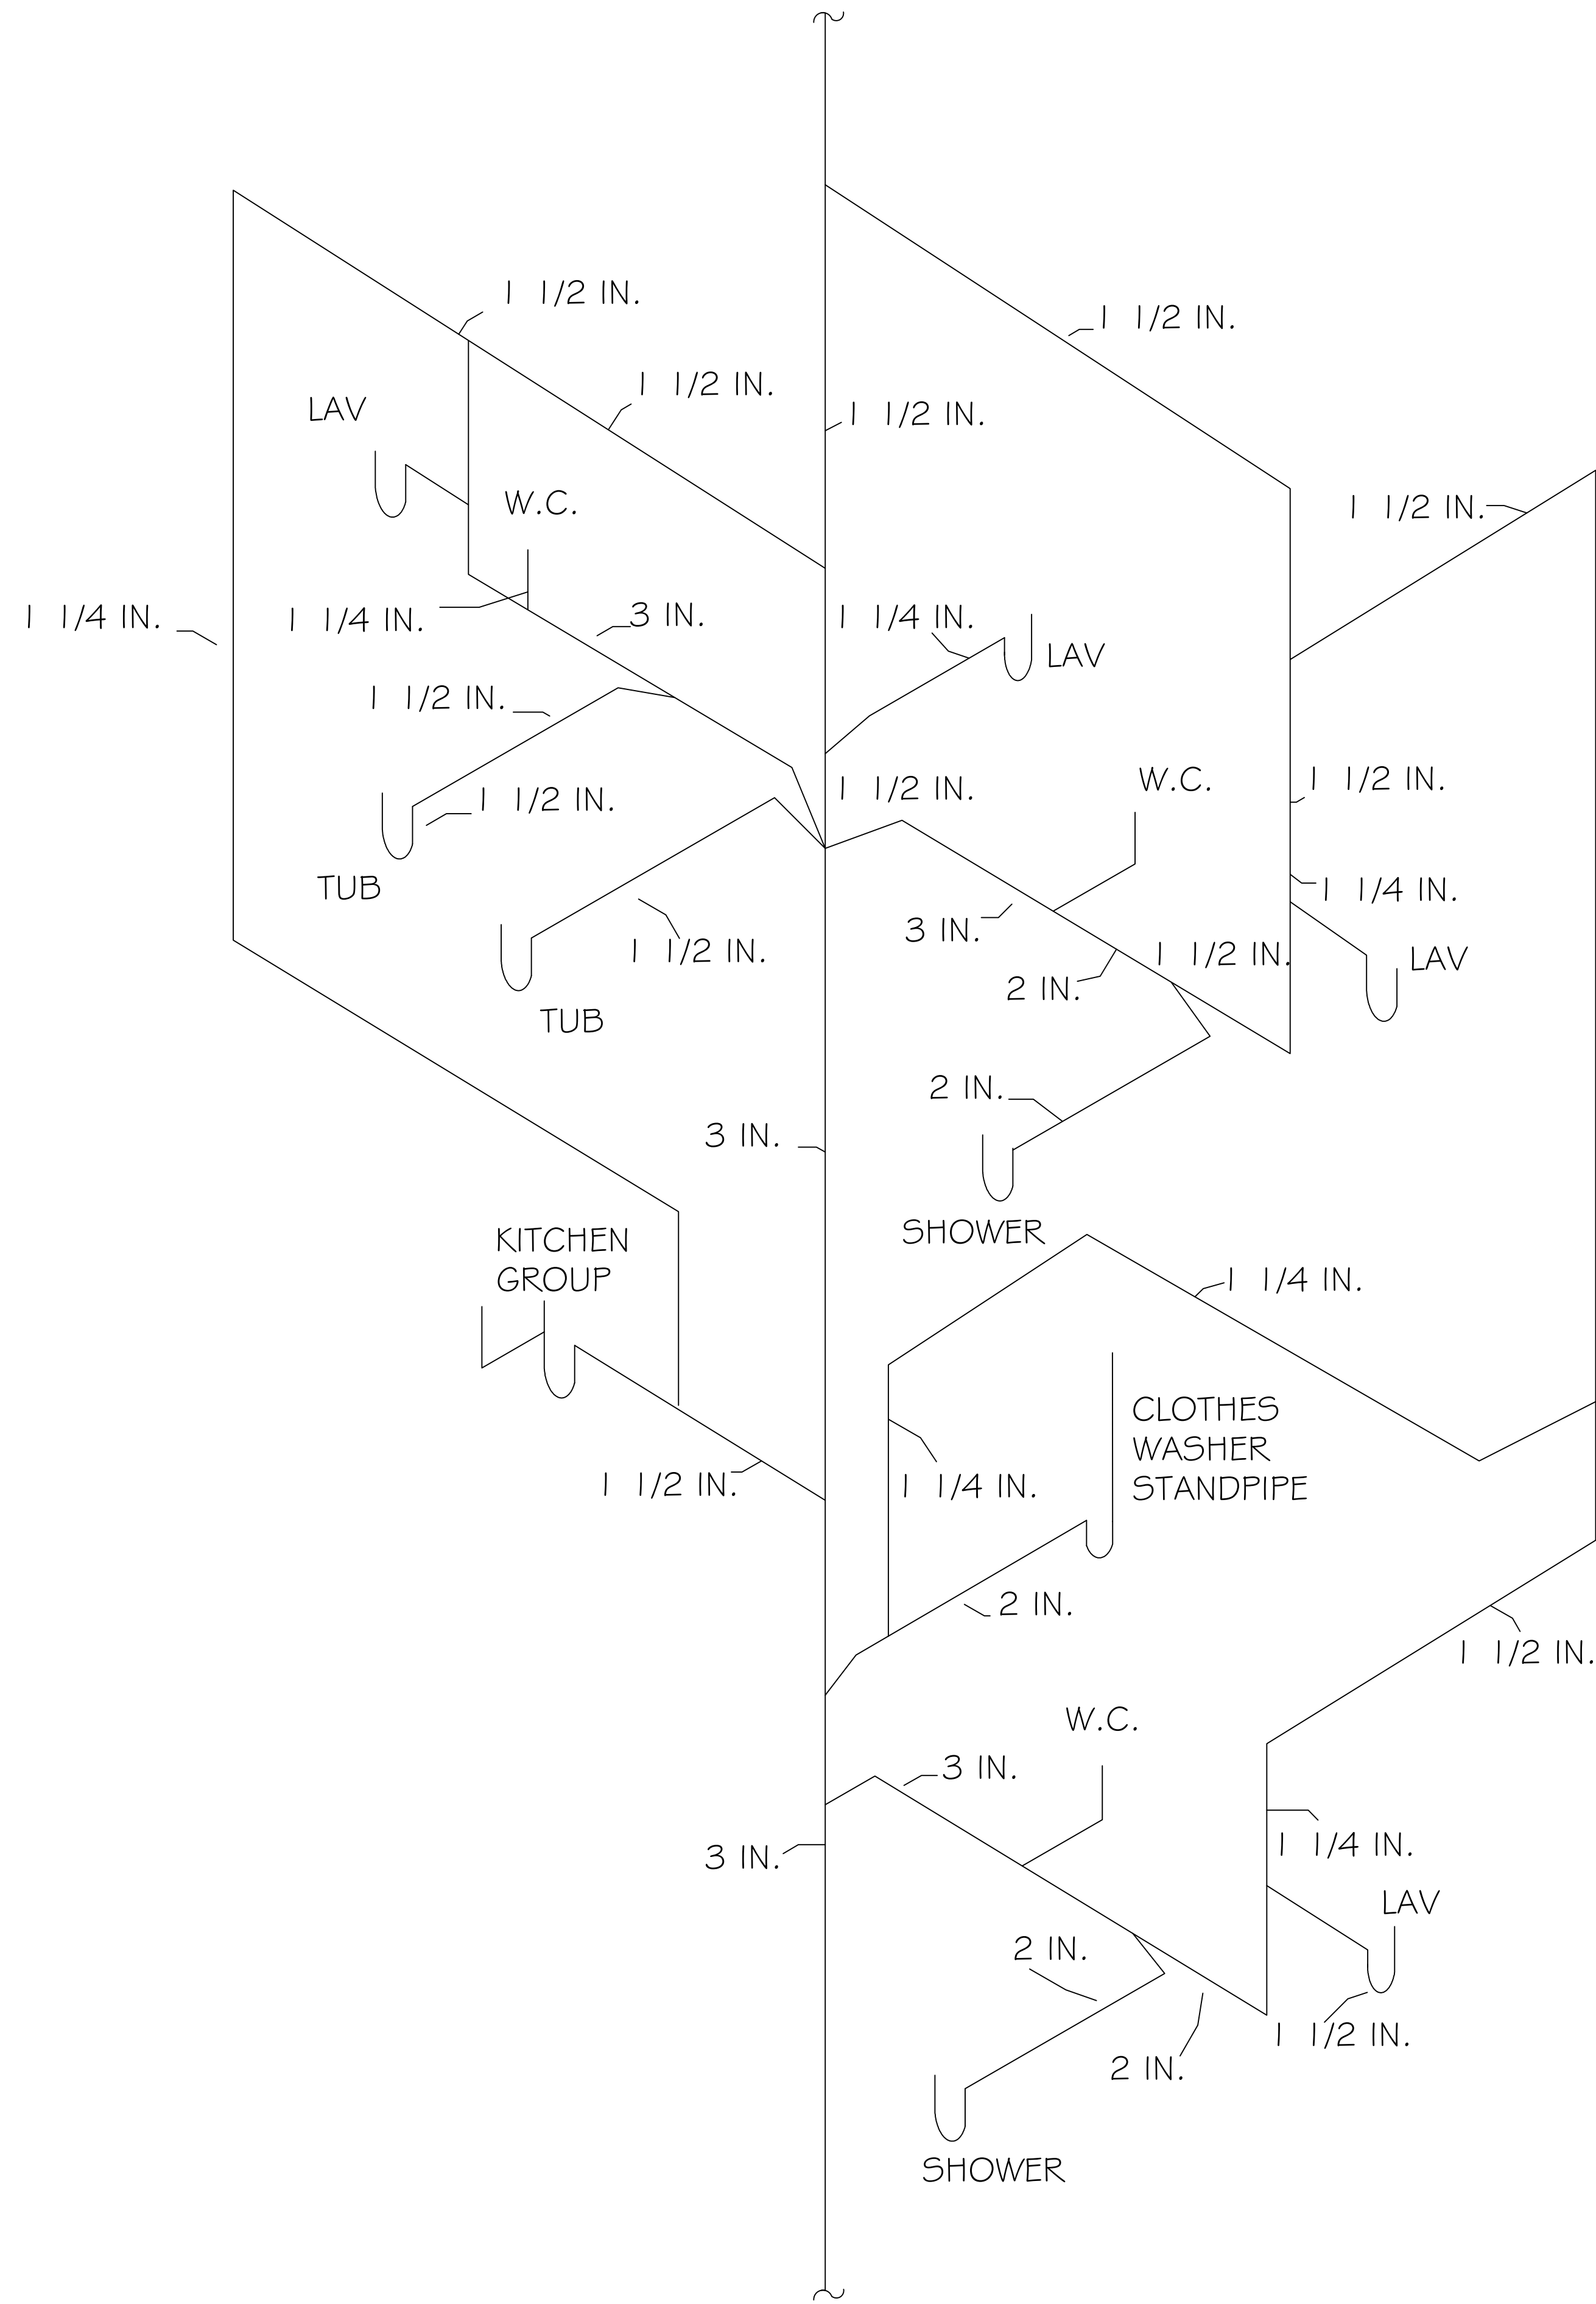 1 1/2 IN.
1 1/2 IN.
1 1/2 IN.
LAV
1 1/2 IN.
W.C.
1 1/2 IN.
1 1/4 IN.
1 1/4 IN.
3 IN.
1 1/4 IN.
LAV
1 1/2 IN.
1 1/2 IN.
TUB
1 1/2 IN.
W.C.
1 1/2 IN.
1 1/4 IN.
3 IN.
1 1/2 IN.
1 1/2 IN.
LAV
2 IN.
TUB
2 IN.
3 IN.
SHOWER
KITCHEN
GROUP
1 1/4 IN.
CLOTHES
WASHER
STANDPIPE
1 1/2 IN.
1 1/4 IN.
2 IN.
1 1/2 IN.
W.C.
3 IN.
3 IN.
1 1/4 IN.
LAV
2 IN.
1 1/2 IN.
2 IN.
SHOWER